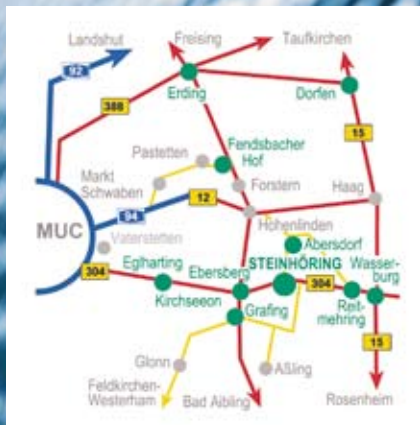 Landshut
Freising
Taufkirchen
92
388
Erding
Dorfen
15
Pastetten
Fendsbacher
Hof
Markt
Schwaben
Forstern
Haag
12
94
MUC
Hohenlinden
Vaterstetten
Abersdorf
304
Eglharting
Ebersberg
STEINHÖRING
Wasser-
burg
Kirchseeon
304
Reit-
mehring
Grafing
15
Glonn
Aßling
Feldkirchen-
Westerham
Bad Aibling
Rosenheim